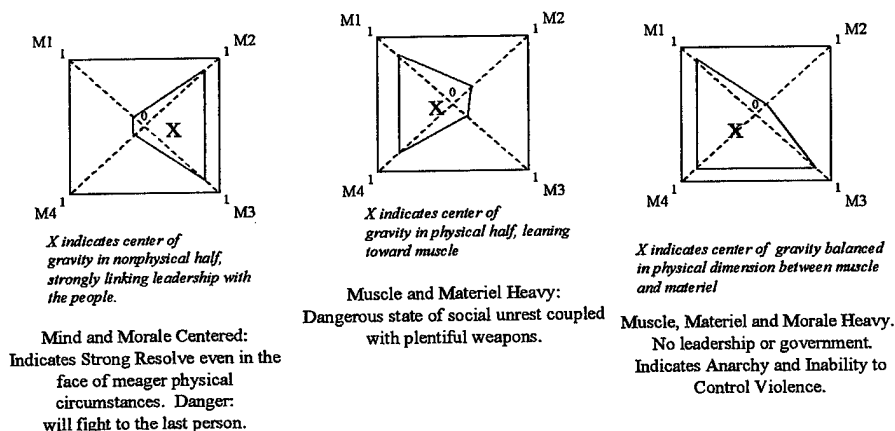 M1
1
1
M2
0
X
M4
1
1
M3
X indicates center of
gravity in nonphysical half,
strongly linking leadership with
the people.
Mind and Morale Centered:
Indicates Strong Resolve even in the
face of meager physical
circumstances. Danger:
will fight to the last person.
M1
1
1
M2
0
X
M4
1
1
M3
X indicates center of
gravity in physical half, leaning
toward muscle
Muscle and Materiel Heavy:
Dangerous state of social unrest coupled
with plentiful weapons.
M1
1
1
M2
0
X
M4
1
1
M3
X indicates center of gravity balanced
in physical dimension between muscle
and materiel
Muscle, Materiel and Morale Heavy.
No leadership or government.
Indicates Anarchy and Inability to
Control Violence.